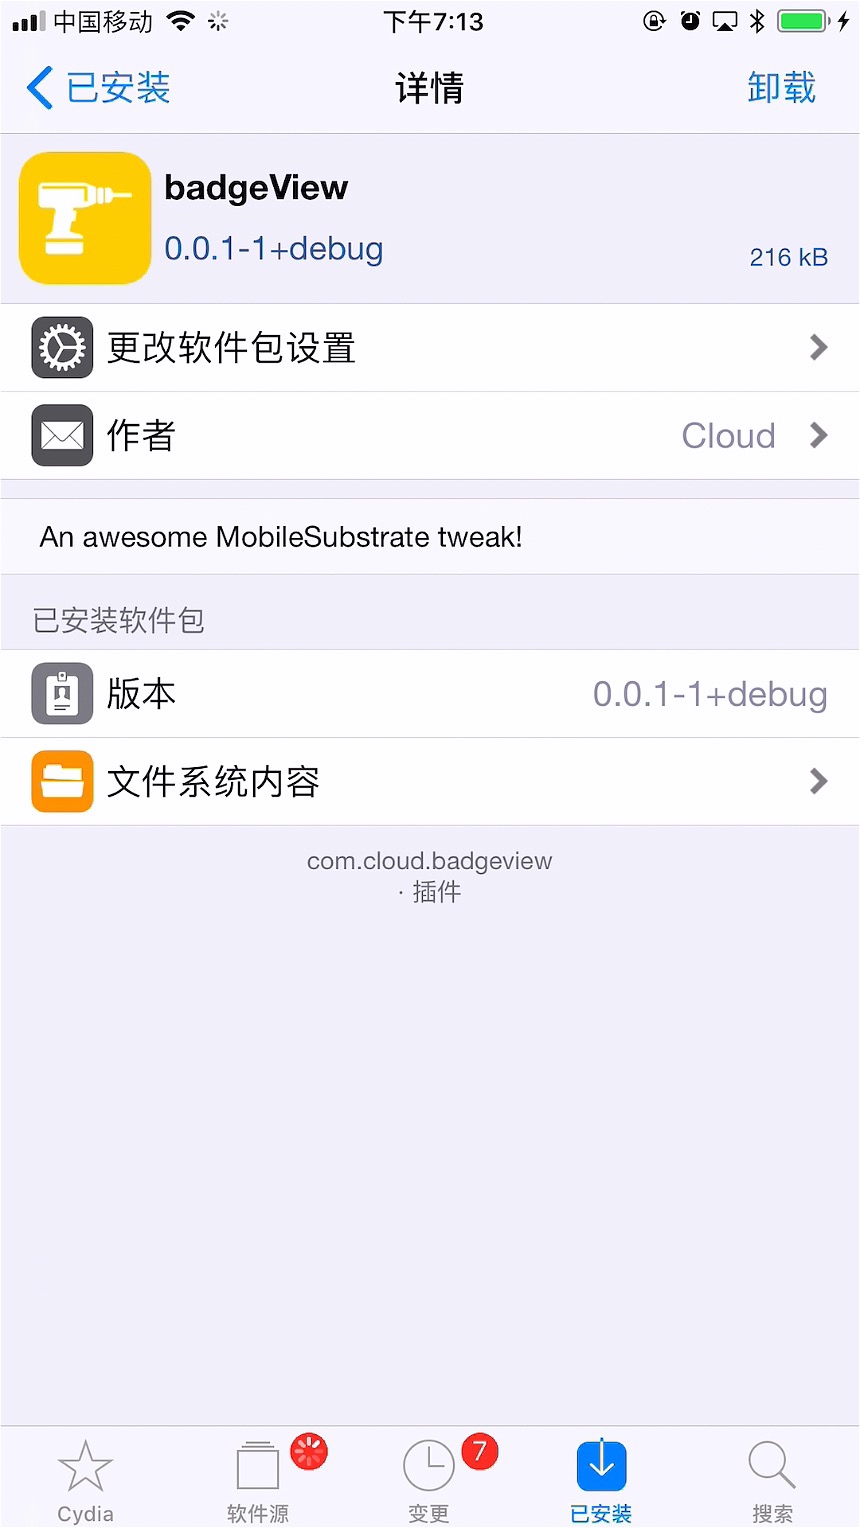 中国移动 下午7:13
已安装 详情 卸载
badgeView
0.0.1-1+debug 216 kB
更改软件包设置
作者 Cloud
An awesome MobileSubstrate tweak!
已安装软件包
版本 0.0.1-1+debug
文件系统内容
com.cloud.badgeview
· 插件
7
Cydia 软件源 变更 已安装 搜索